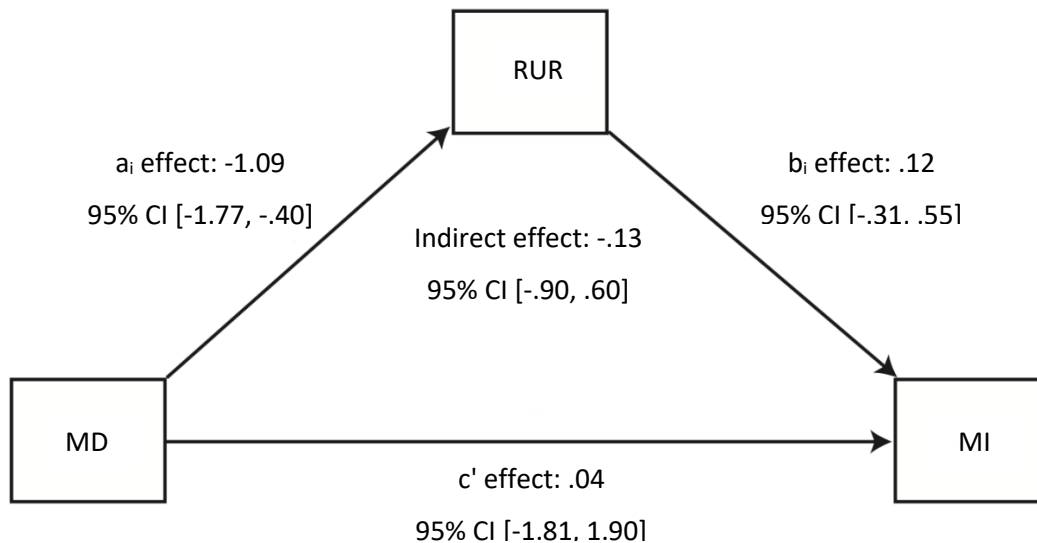 RUR
aᵢ effect: -1.09
95% CI [-1.77, -.40]
bᵢ effect: .12
95% CI [-.31, .55]
Indirect effect: -.13
95% CI [-.90, .60]
MD
MI
c' effect: .04
95% CI [-1.81, 1.90]